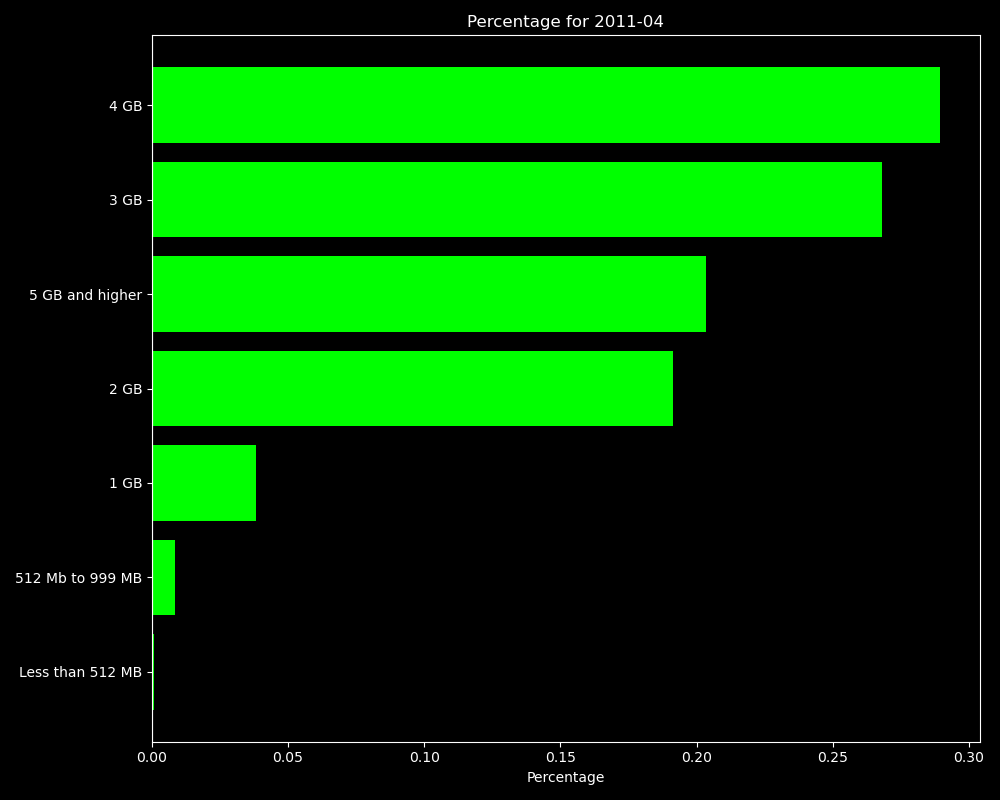 Percentage for 2011-04
4 GB
3 GB
5 GB and higher
2 GB
1 GB
512 Mb to 999 MB
Less than 512 MB
0.00 0.05 0.10 0.15 0.20 0.25 0.30
Percentage